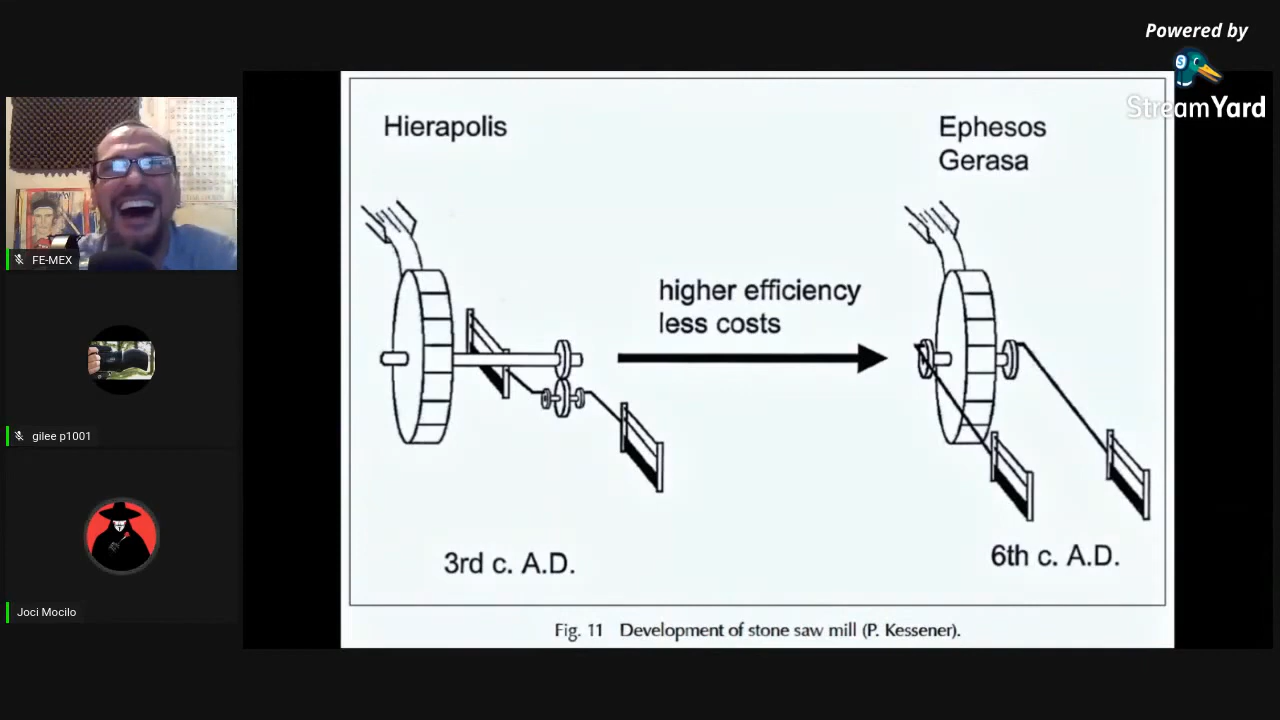 Powered by
StreamYard
Hierapolis
Ephesos
Gerasa
higher efficiency
less costs
3rd c. A.D.
6th c. A.D.
Fig. 11 Development of stone saw mill (P. Kessener).
FE-MEX
gilee p1001
Joci Mocilo